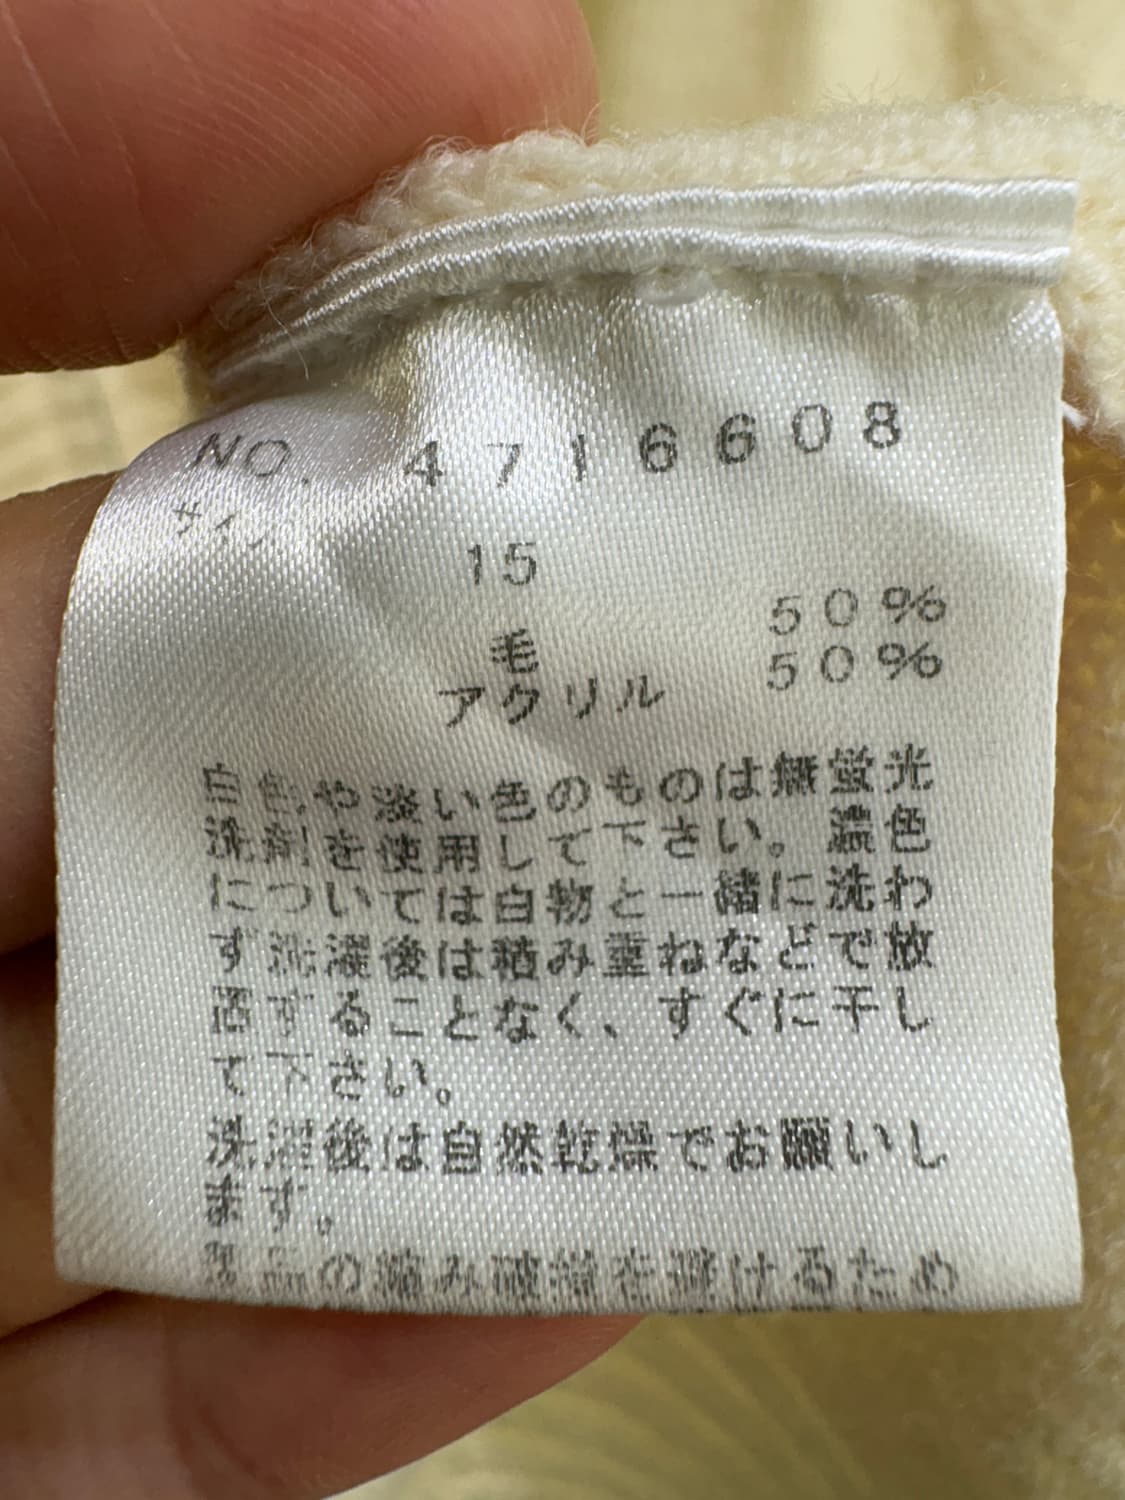 NO. 4716608
サイン
15
毛 50%
アクリル 50%
白色や淡い色のものは無蛍光
洗剤を使用して下さい。濃色
については白物と一緒に洗わ
ず洗濯後は積み重ねなどで放
置することなく、すぐに干し
て下さい。
洗濯後は自然乾燥でお願いし
ます。
製品の縮み破損を避けるため